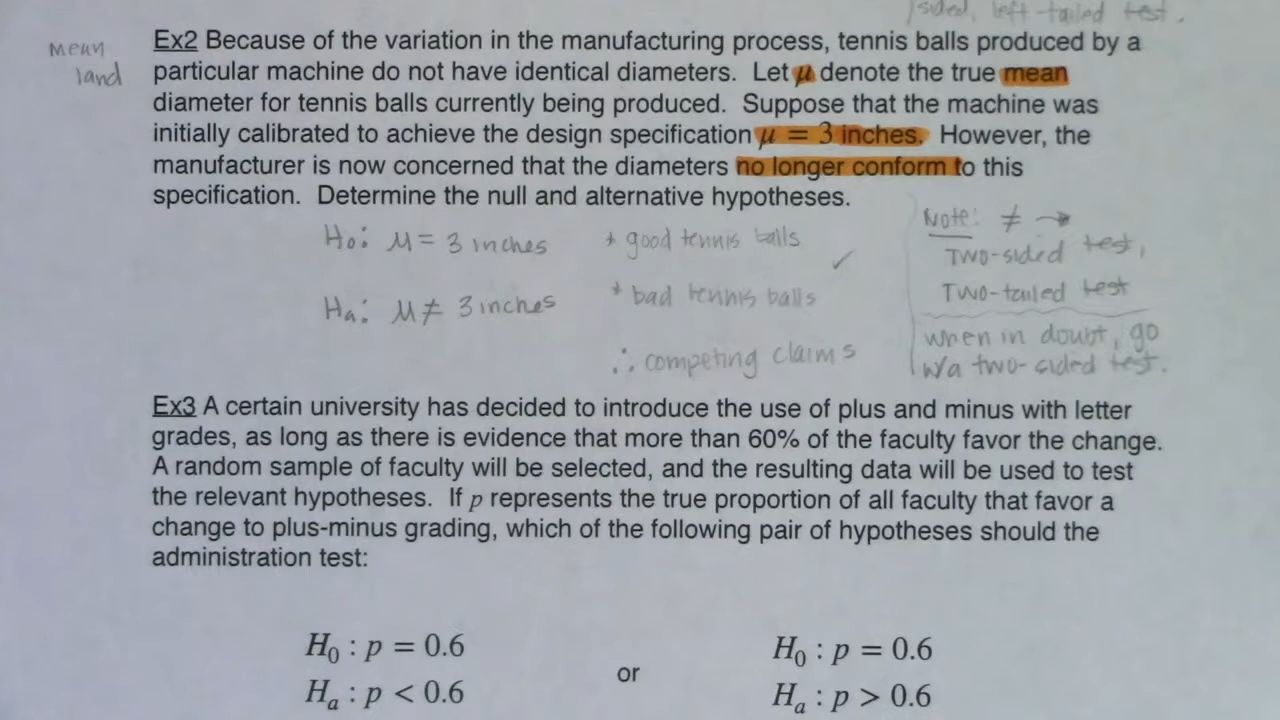 sided, left-tailed test.
mean
land
Ex2 Because of the variation in the manufacturing process, tennis balls produced by a
particular machine do not have identical diameters. Let μ denote the true mean
diameter for tennis balls currently being produced. Suppose that the machine was
initially calibrated to achieve the design specification μ = 3 inches. However, the
manufacturer is now concerned that the diameters no longer conform to this
specification. Determine the null and alternative hypotheses.
H₀: μ = 3 inches * good tennis balls ✓
Hₐ: μ ≠ 3 inches * bad tennis balls
∴ competing claims
Note: ≠ →
Two-sided test,
Two-tailed test
when in doubt, go
w/a two-sided test.
Ex3 A certain university has decided to introduce the use of plus and minus with letter
grades, as long as there is evidence that more than 60% of the faculty favor the change.
A random sample of faculty will be selected, and the resulting data will be used to test
the relevant hypotheses. If p represents the true proportion of all faculty that favor a
change to plus-minus grading, which of the following pair of hypotheses should the
administration test:
H₀ : p = 0.6
Hₐ : p < 0.6
or
H₀ : p = 0.6
Hₐ : p > 0.6